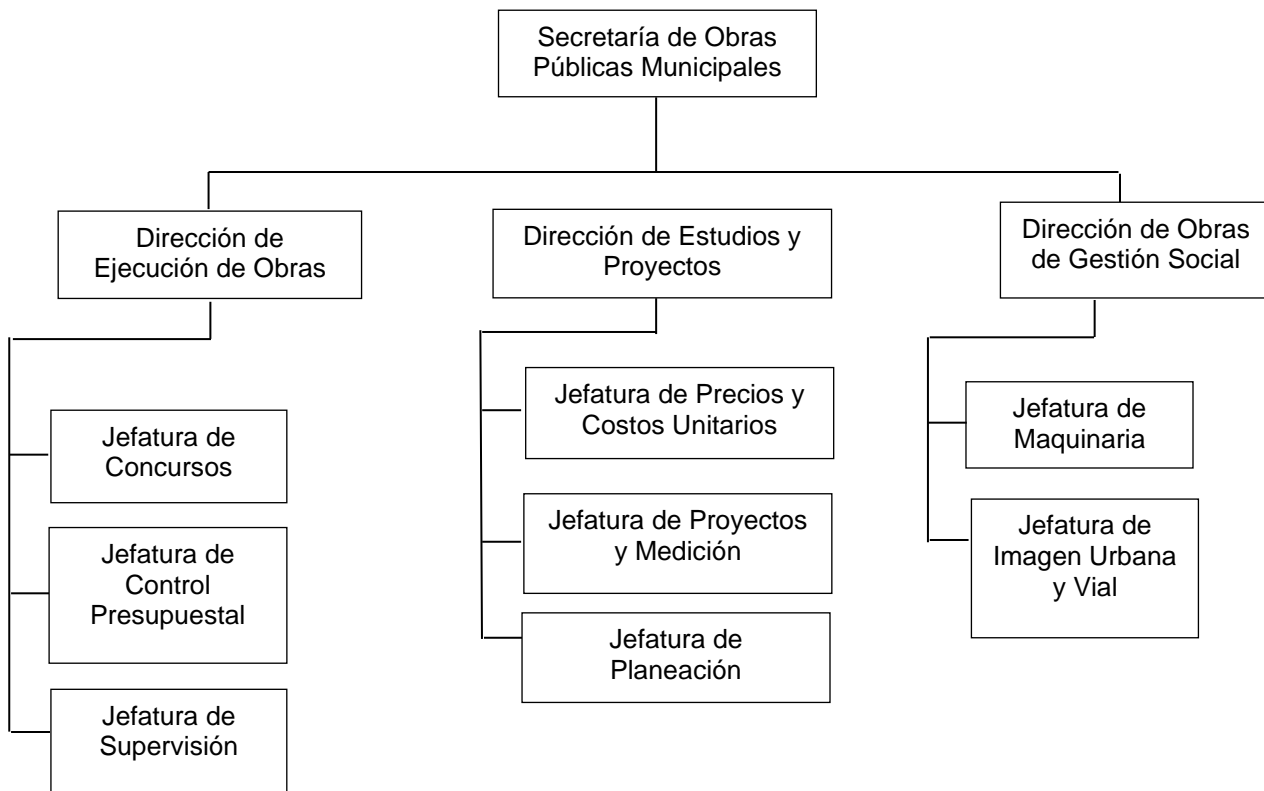 Secretaría de Obras
Públicas Municipales
Dirección de
Ejecución de Obras
Dirección de Estudios y
Proyectos
Dirección de Obras
de Gestión Social
Jefatura de
Concursos
Jefatura de
Control
Presupuestal
Jefatura de
Supervisión
Jefatura de Precios y
Costos Unitarios
Jefatura de Proyectos
y Medición
Jefatura de
Planeación
Jefatura de
Maquinaria
Jefatura de
Imagen Urbana
y Vial